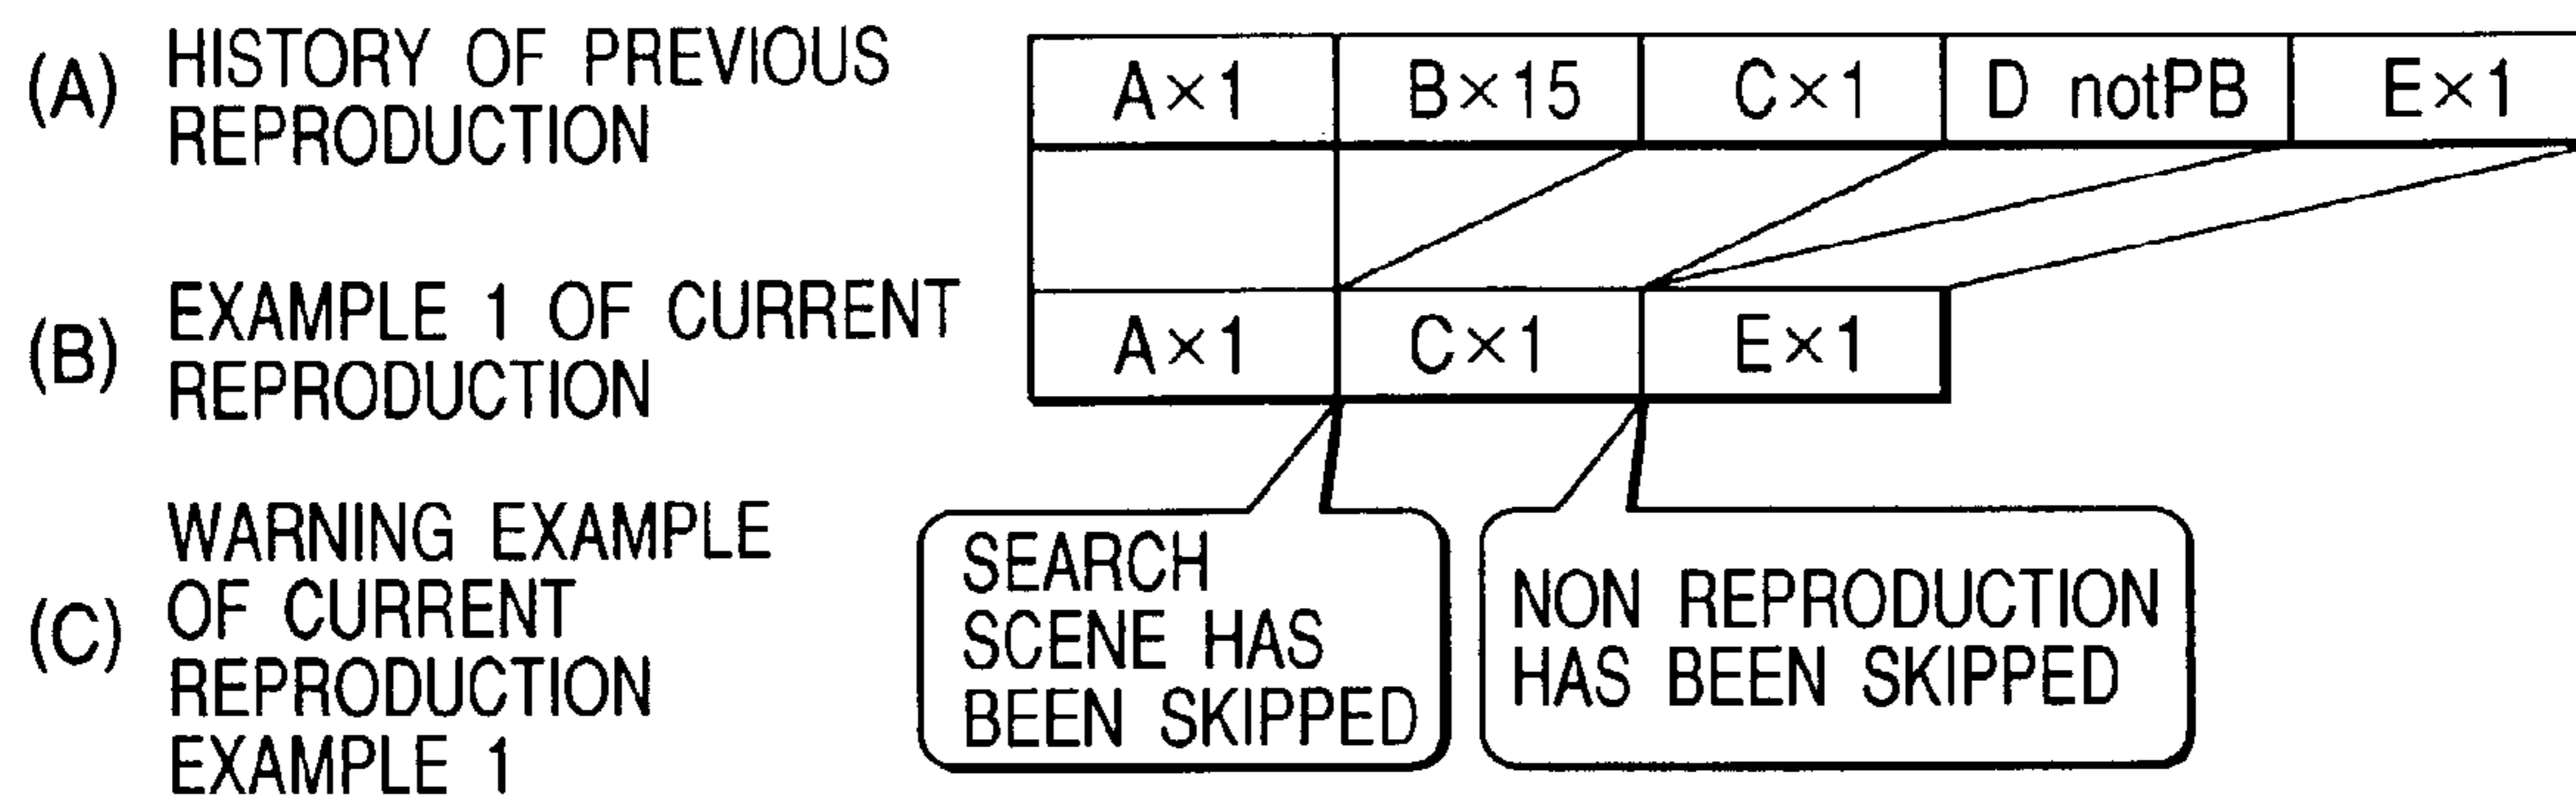 (A) HISTORY OF PREVIOUS
REPRODUCTION
A×1 B×15 C×1 D notPB E×1
(B) EXAMPLE 1 OF CURRENT
REPRODUCTION
A×1 C×1 E×1
(C) WARNING EXAMPLE
OF CURRENT
REPRODUCTION
EXAMPLE 1
SEARCH
SCENE HAS
BEEN SKIPPED
NON REPRODUCTION
HAS BEEN SKIPPED